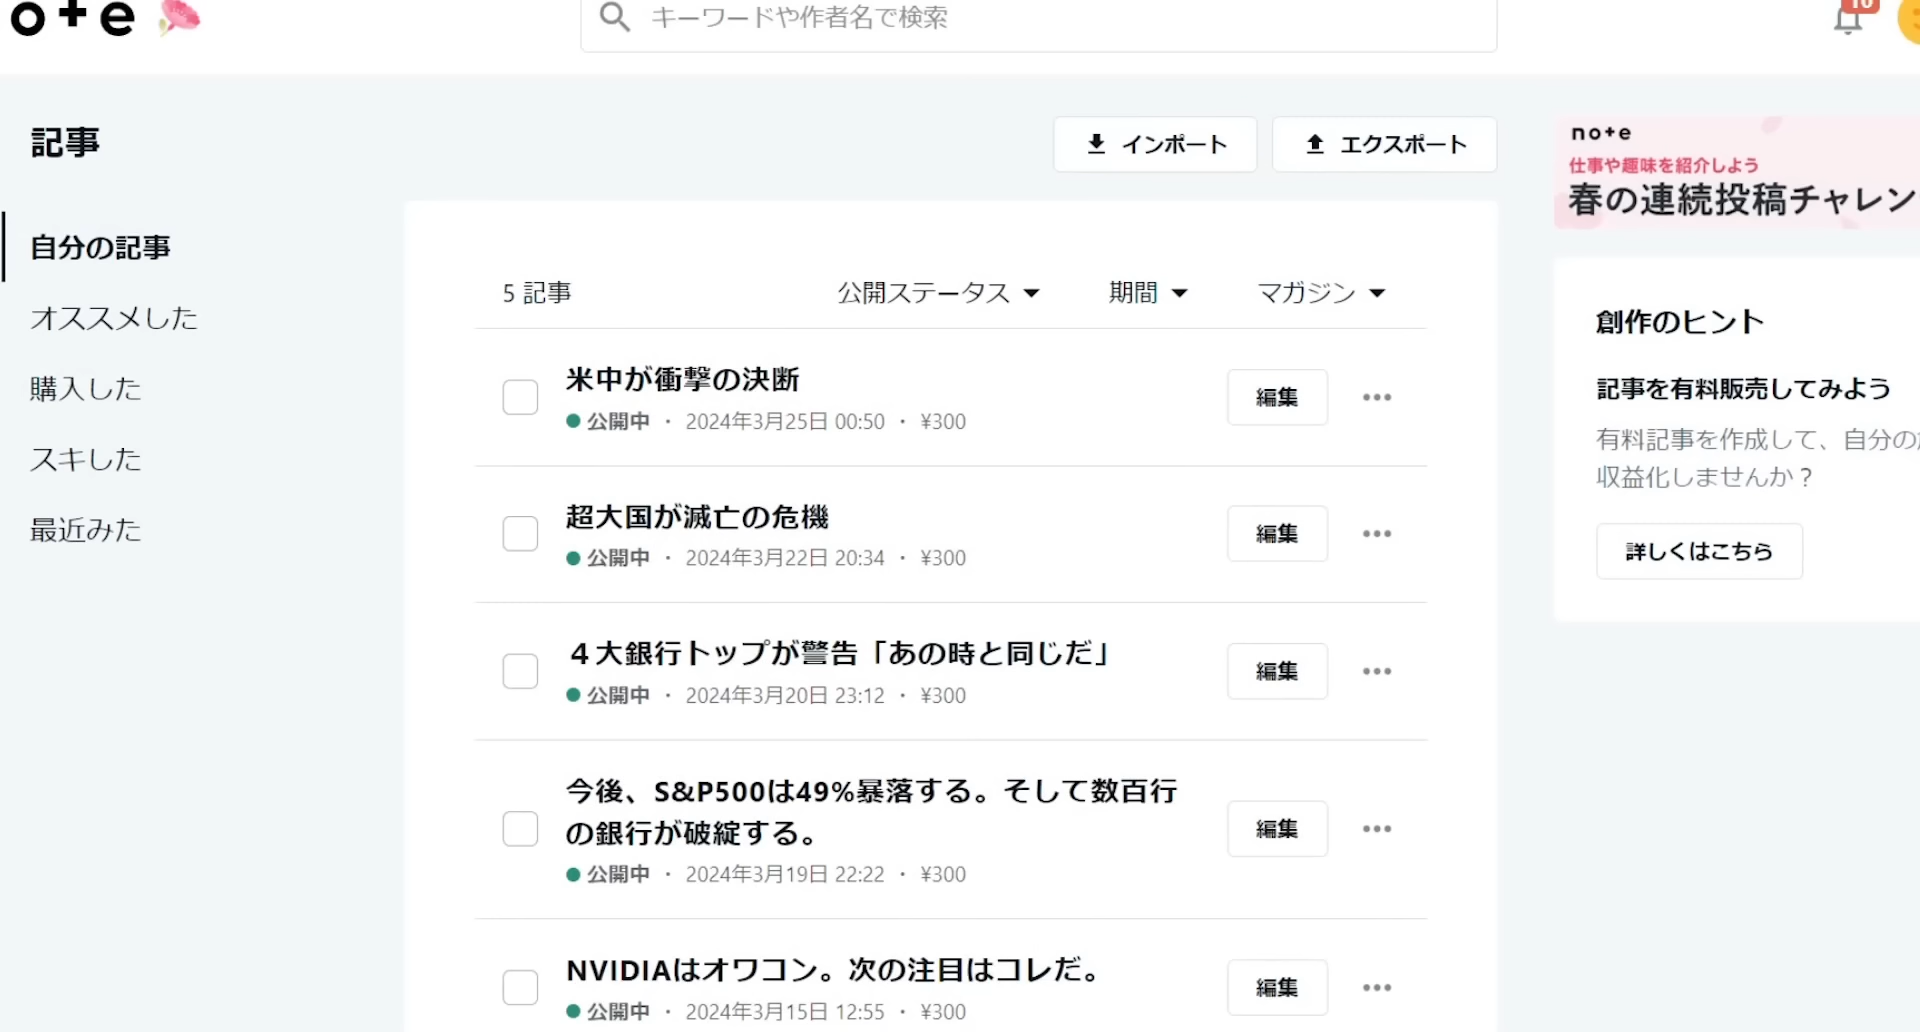 note
キーワードや作者名で検索
10
記事
インポート
エクスポート
自分の記事
オススメした
購入した
スキした
最近みた
5 記事
公開ステータス
期間
マガジン
米中が衝撃の決断
公開中 ・ 2024年3月25日 00:50 ・ ¥300
編集
超大国が滅亡の危機
公開中 ・ 2024年3月22日 20:34 ・ ¥300
編集
４大銀行トップが警告「あの時と同じだ」
公開中 ・ 2024年3月20日 23:12 ・ ¥300
編集
今後、S&P500は49%暴落する。そして数百行
の銀行が破綻する。
公開中 ・ 2024年3月19日 22:22 ・ ¥300
編集
NVIDIAはオワコン。次の注目はコレだ。
公開中 ・ 2024年3月15日 12:55 ・ ¥300
編集
note
仕事や趣味を紹介しよう
春の連続投稿チャレン
創作のヒント
記事を有料販売してみよう
有料記事を作成して、自分の
収益化しませんか？
詳しくはこちら